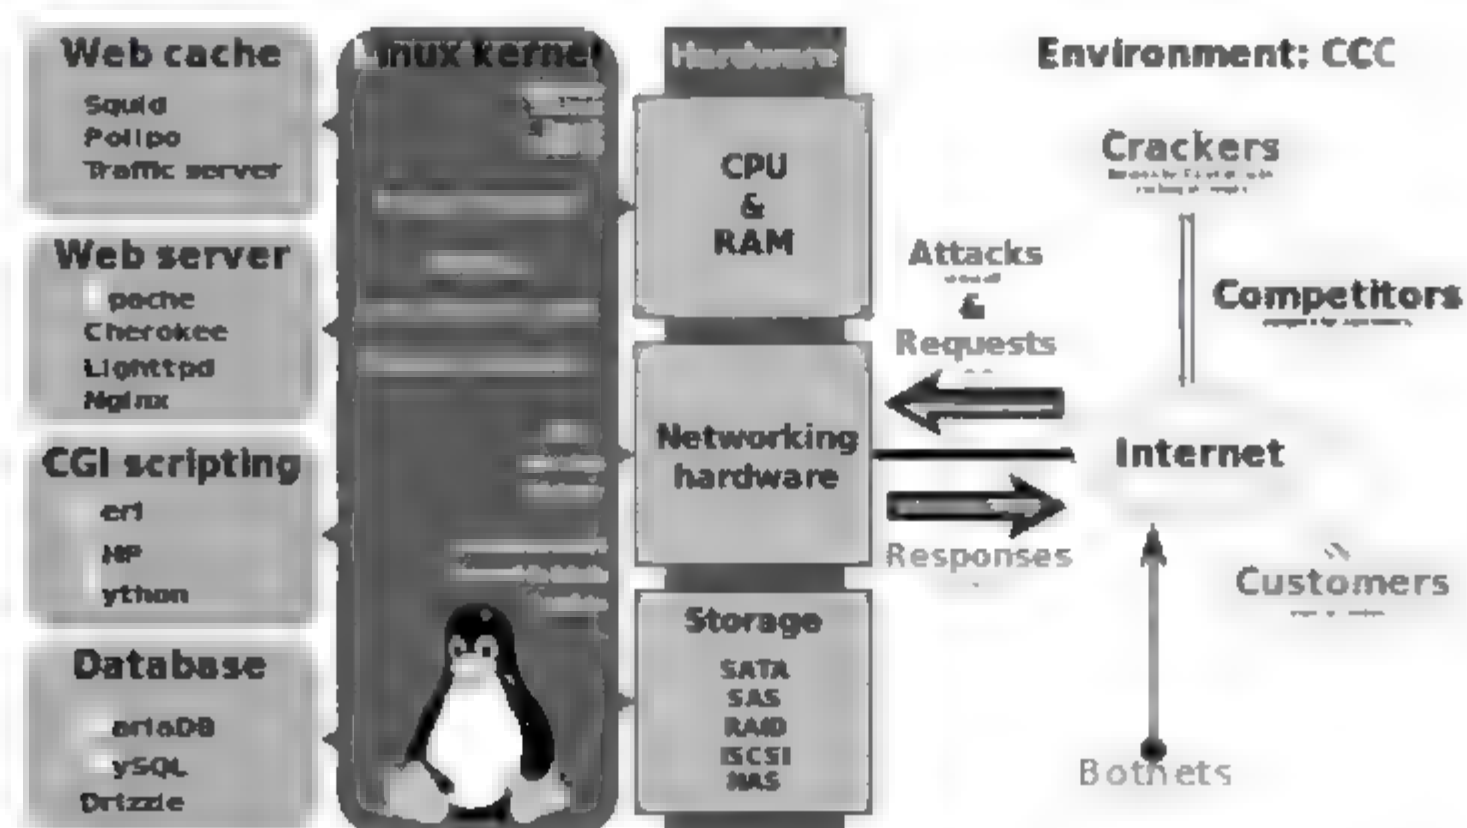 Web cache
Squid
Polipo
Traffic server
Web server
pache
Cherokee
Lighttpd
Nginx
CGI scripting
erl
HP
ython
Database
ariaDB
ySQL
Drizzle
inux kernel
Hardware
CPU
&
RAM
Networking
hardware
Storage
SATA
SAS
RAID
iSCSI
NAS
Environment: CCC
Crackers
Attacks
&
Requests
Competitors
Internet
Responses
Customers
Botnets